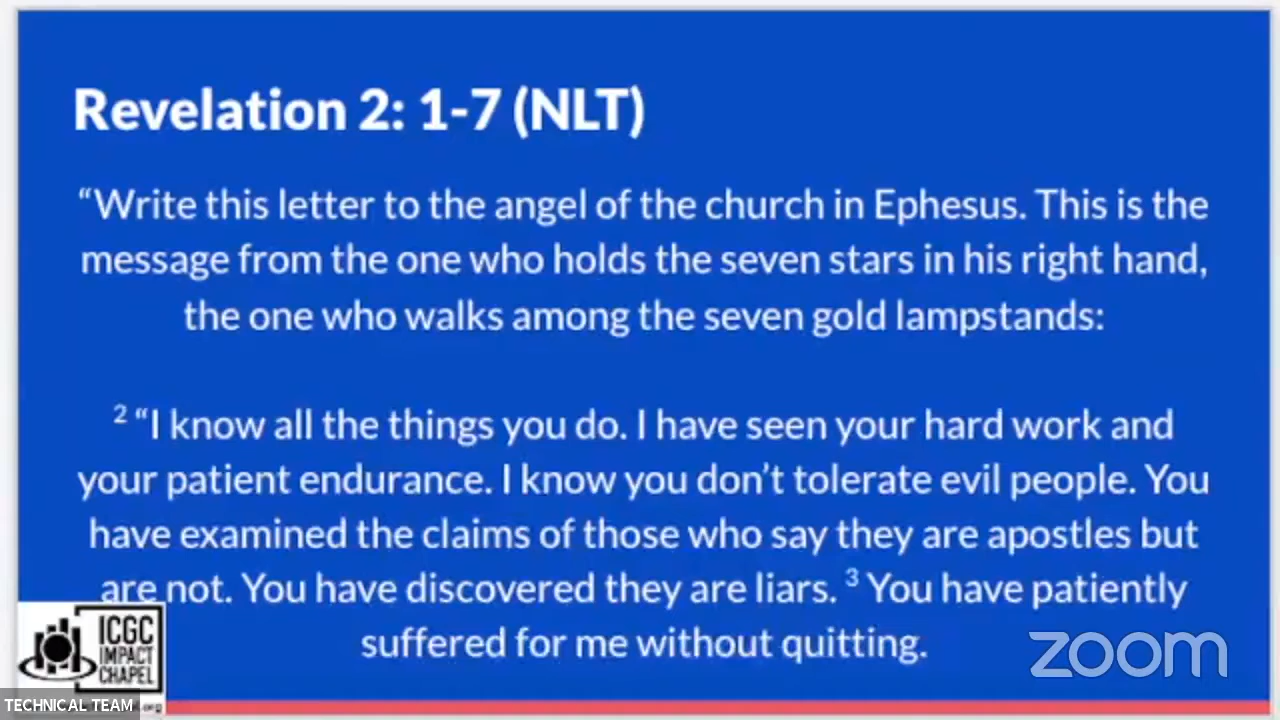 Revelation 2: 1-7 (NLT)
“Write this letter to the angel of the church in Ephesus. This is the
message from the one who holds the seven stars in his right hand,
the one who walks among the seven gold lampstands:
2 “I know all the things you do. I have seen your hard work and
your patient endurance. I know you don’t tolerate evil people. You
have examined the claims of those who say they are apostles but
are not. You have discovered they are liars. 3 You have patiently
suffered for me without quitting.
ICGC
IMPACT
CHAPEL
zoom
TECHNICAL TEAM
.org